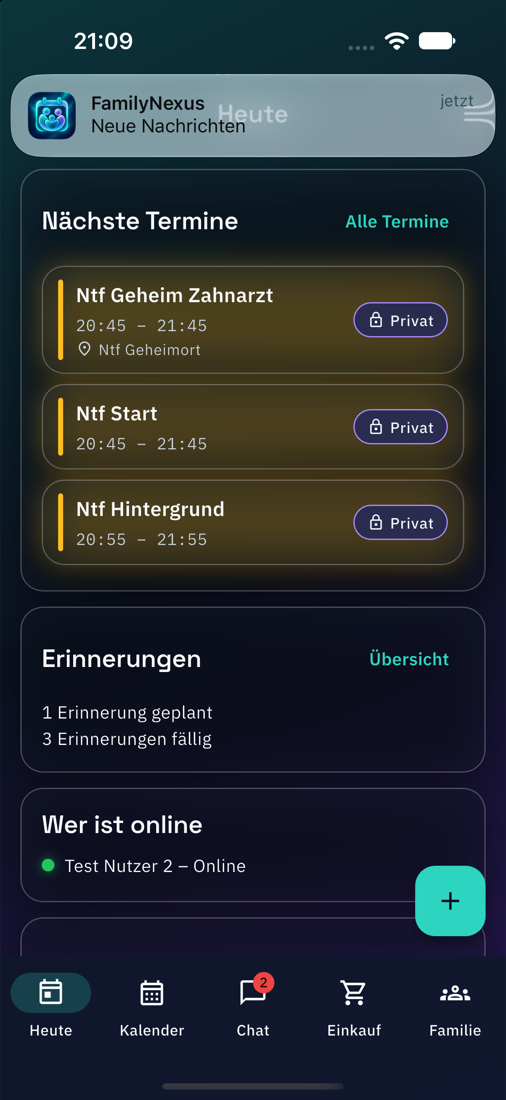 21:09
FamilyNexus
jetzt
Neue Nachrichten
Heute
Nächste Termine
Alle Termine
Ntf Geheim Zahnarzt
20:45 – 21:45
Ntf Geheimort
Privat
Ntf Start
20:45 – 21:45
Privat
Ntf Hintergrund
20:55 – 21:55
Privat
Erinnerungen
Übersicht
1 Erinnerung geplant
3 Erinnerungen fällig
Wer ist online
Test Nutzer 2 – Online
+
2
Heute
Kalender
Chat
Einkauf
Familie